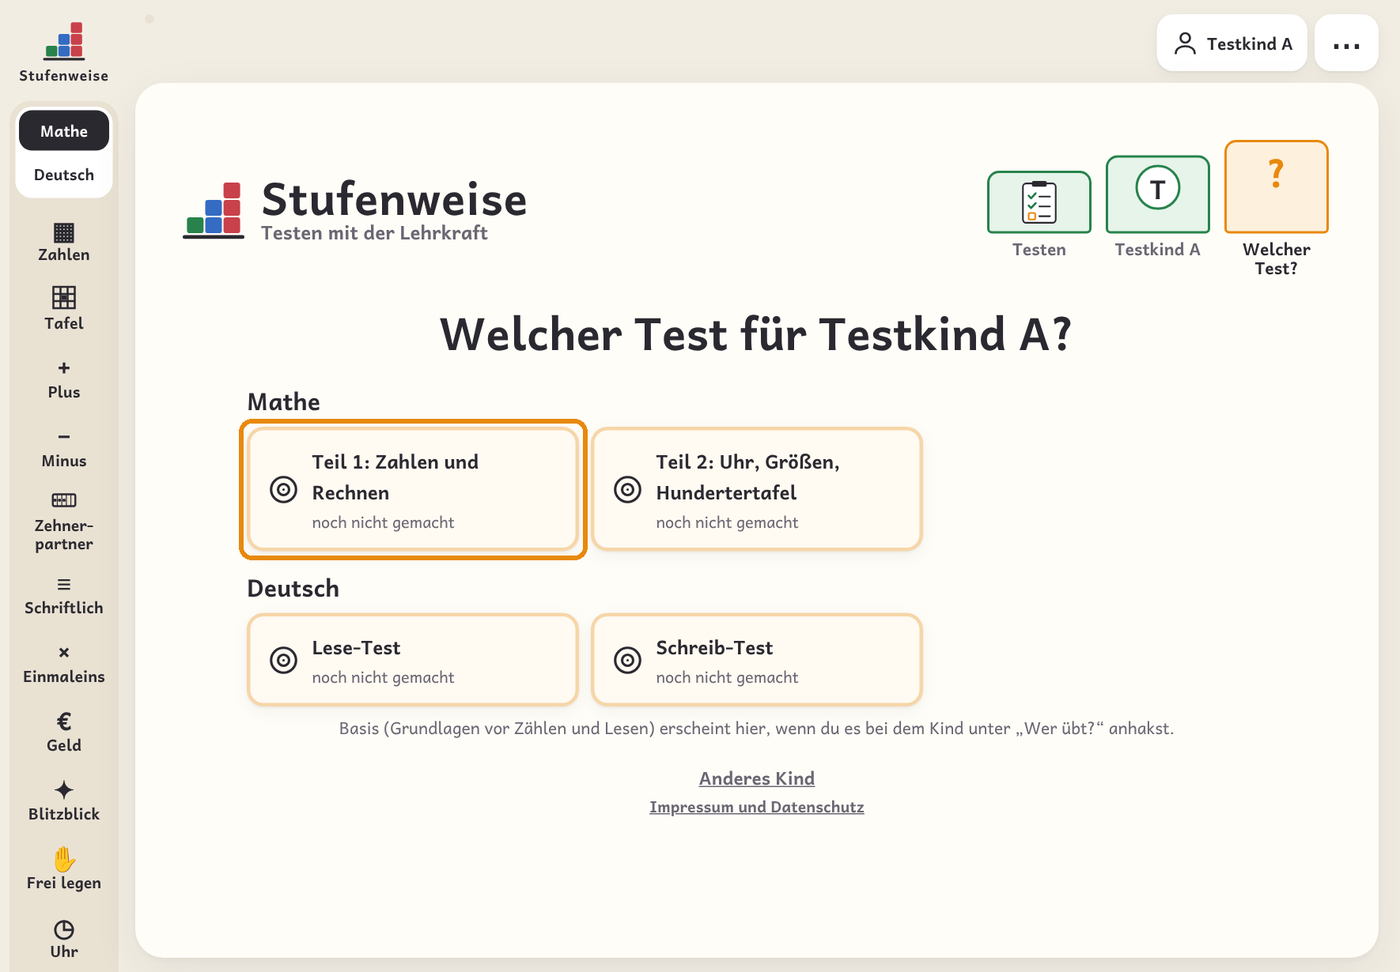 Stufenweise
Mathe
Deutsch
Zahlen
Tafel
+
Plus
−
Minus
Zehner-
partner
Schriftlich
×
Einmaleins
€
Geld
Blitzblick
Frei legen
Uhr
Testkind A
...
Stufenweise
Testen mit der Lehrkraft
Testen
T
Testkind A
?
Welcher
Test?
Welcher Test für Testkind A?
Mathe
Teil 1: Zahlen und
Rechnen
noch nicht gemacht
Teil 2: Uhr, Größen,
Hundertertafel
noch nicht gemacht
Deutsch
Lese-Test
noch nicht gemacht
Schreib-Test
noch nicht gemacht
Basis (Grundlagen vor Zählen und Lesen) erscheint hier, wenn du es bei dem Kind unter „Wer übt?“ anhakst.
Anderes Kind
Impressum und Datenschutz